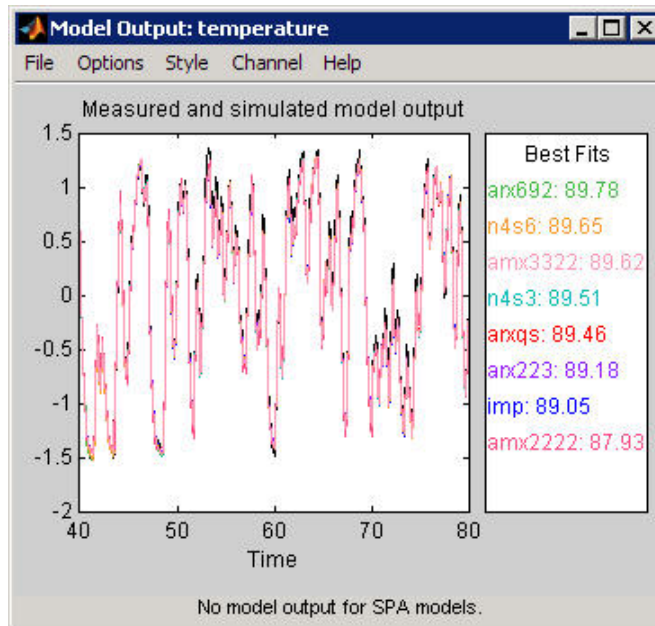 Model Output: temperature
File Options Style Channel Help
Measured and simulated model output
1.5
1
0.5
0
-0.5
-1
-1.5
-2
40 50 60 70 80
Time
Best Fits
arx692: 89.78
n4s6: 89.65
amx3322: 89.62
n4s3: 89.51
arxqs: 89.46
arx223: 89.18
imp: 89.05
amx2222: 87.93
No model output for SPA models.